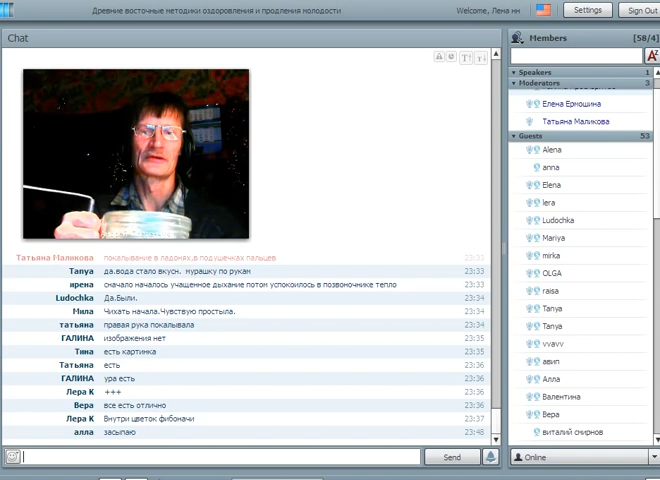 Древние восточные методики оздоровления и продления молодости
Welcome, Лена нн
Settings
Sign Out
Chat
Татьяна Маликова покалывание в ладонях,в подушечках пальцев 23:33
Tanya да.вода стало вкусн. мурашку по рукам 23:33
ирена сначало началось учащенное дыхание потом успокоилось в позвоночнике тепло 23:33
Ludochka Да.Были. 23:34
Мила Чихать начала.Чувствую простыла. 23:34
татьяна правая рука покалывала 23:34
ГАЛИНА изображения нет 23:35
Тина есть картинка 23:35
Татьяна есть 23:36
ГАЛИНА ура есть 23:36
Лера К +++ 23:36
Вера все есть отлично 23:36
Лера К Внутри цветок фибоначи 23:37
алла засыпаю 23:48
Send
Members [58/4]
Speakers 1
Moderators 3
Елена Ермошина
Татьяна Маликова
Guests 53
Alena
anna
Elena
lera
Ludochka
Mariya
mirka
OLGA
raisa
Tanya
Tanya
vvavv
авип
Алла
Валентина
Вера
виталий смирнов
Online